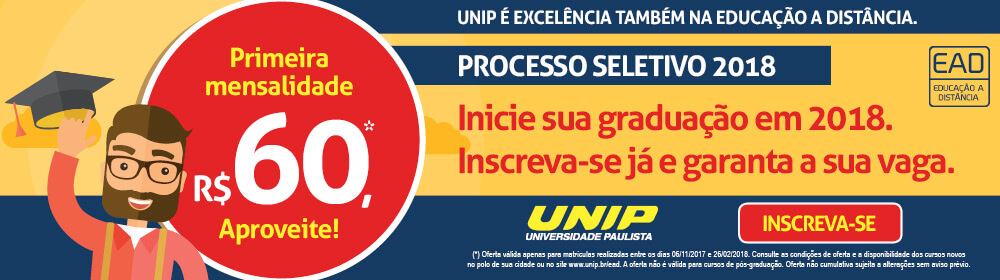 UNIP É EXCELÊNCIA TAMBÉM NA EDUCAÇÃO A DISTÂNCIA.
Primeira
mensalidade
R$60,*
Aproveite!
PROCESSO SELETIVO 2018
EAD
EDUCAÇÃO A
DISTÂNCIA
Inicie sua graduação em 2018.
Inscreva-se já e garanta a sua vaga.
UNIP
UNIVERSIDADE PAULISTA
INSCREVA-SE
(*) Oferta válida apenas para matrículas realizadas entre os dias 06/11/2017 e 26/02/2018. Consulte as condições de oferta e a disponibilidade dos cursos novos
no polo de sua cidade ou no site www.unip.br/ead. A oferta não é válida para cursos de pós-graduação. Oferta não cumulativa sujeita a alterações sem aviso prévio.